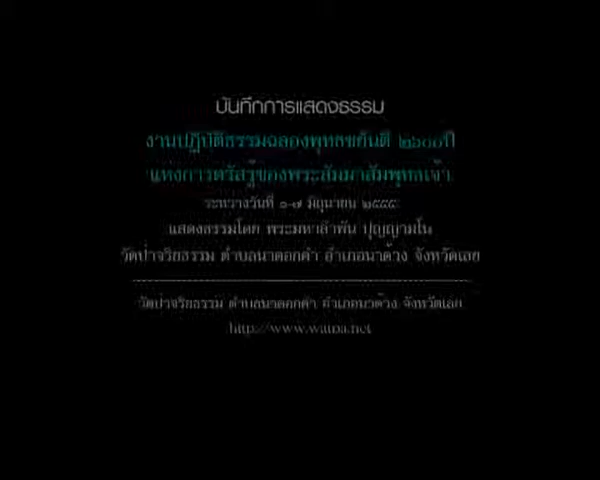 บันทึกการแสดงธรรม
งานปฏิบัติธรรมฉลองพุทธชยันตี ๒๖๐๐ปี
แห่งการตรัสรู้ของพระสัมมาสัมพุทธเจ้า
ระหว่างวันที่ ๑-๗ มิถุนายน ๒๕๕๕
แสดงธรรมโดย พระมหาลำพัน ปุญญามโน
วัดป่าจริยธรรม ตำบลนาดอกคำ อำเภอนาด้วง จังหวัดเลย
วัดป่าจริยธรรม ตำบลนาดอกคำ อำเภอนาด้วง จังหวัดเลย